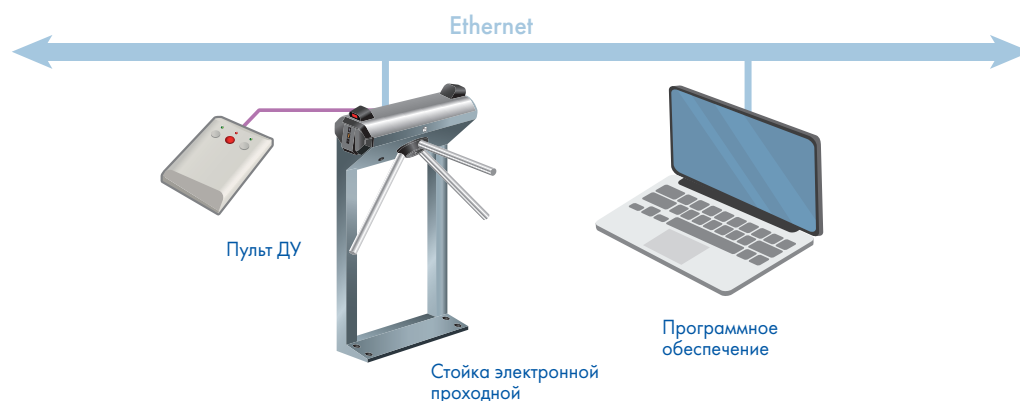 Ethernet
Пульт ДУ
Программное
обеспечение
Стойка электронной
проходной